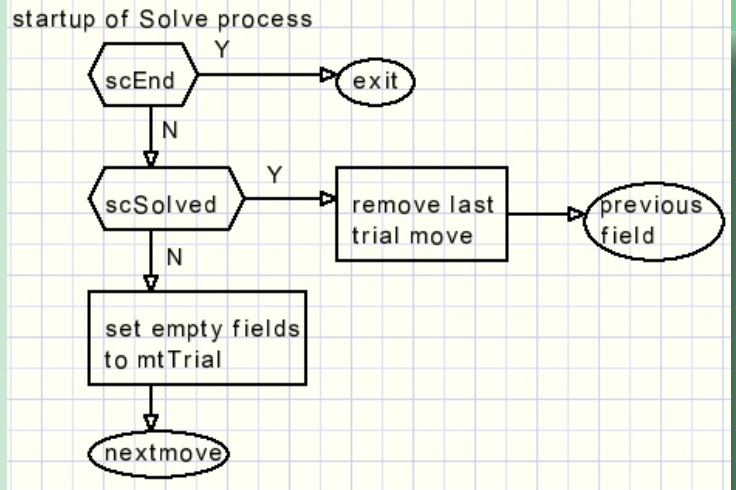 startup of Solve process
Y
scEnd
exit
N
Y
scSolved
remove last
trial move
previous
field
N
set empty fields
to mtTrial
nextmove